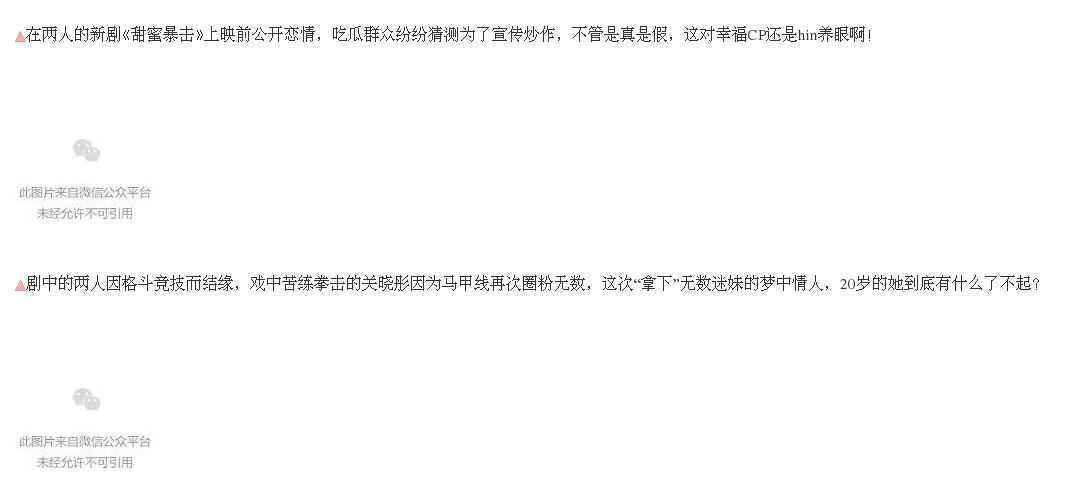 ▲在两人的新剧《甜蜜暴击》上映前公开恋情，吃瓜群众纷纷猜测为了宣传炒作，不管是真是假，这对幸福CP还是hin养眼啊！
此图片来自微信公众平台
未经允许不可引用
▲剧中的两人因格斗竞技而结缘，戏中苦练拳击的关晓彤因为马甲线再次圈粉无数，这次“拿下”无数迷妹的梦中情人，20岁的她到底有什么了不起？
此图片来自微信公众平台
未经允许不可引用